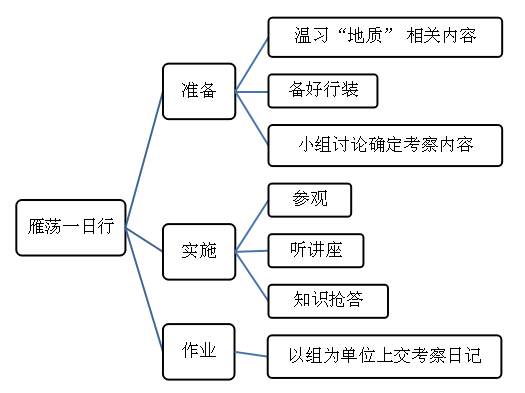 雁荡一日行
准备
温习“地质” 相关内容
备好行装
小组讨论确定考察内容
实施
参观
听讲座
知识抢答
作业
以组为单位上交考察日记